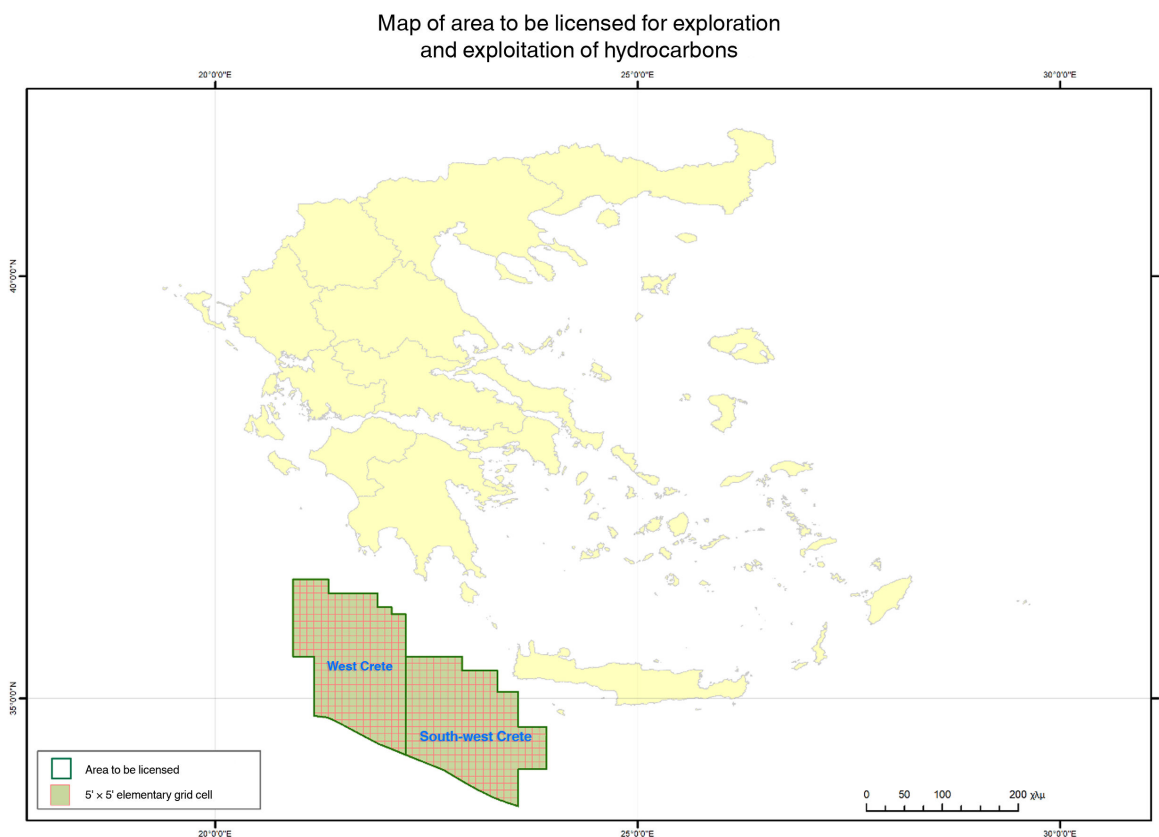 Map of area to be licensed for exploration
and exploitation of hydrocarbons
20°0'0"E 25°0'0"E 30°0'0"E
40°0'0"N
West Crete
35°0'0"N
South-west Crete
Area to be licensed
5' × 5' elementary grid cell
0 50 100 200 χλμ
20°0'0"E 25°0'0"E 30°0'0"E